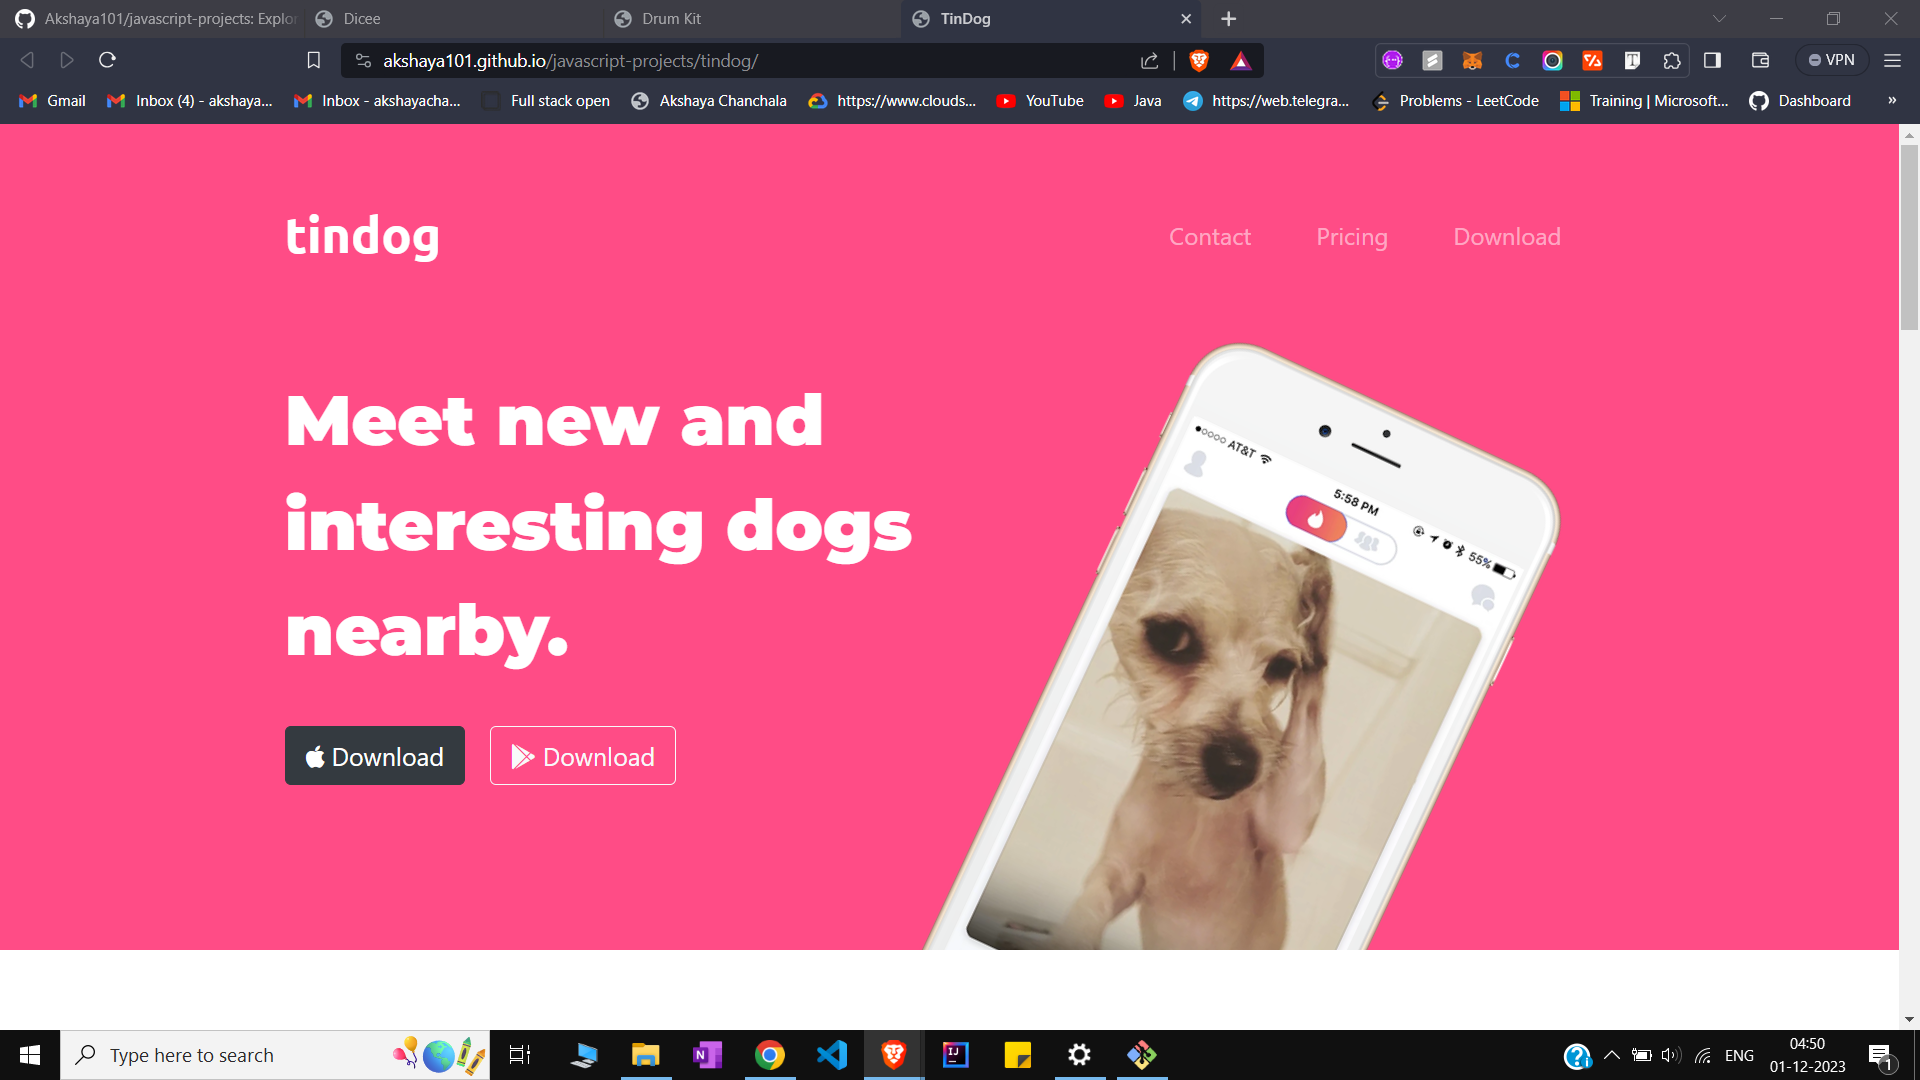 Akshaya101/javascript-projects: Explor
Dicee
Drum Kit
TinDog
akshaya101.github.io/javascript-projects/tindog/
VPN
Gmail
Inbox (4) - akshaya...
Inbox - akshayacha...
Full stack open
Akshaya Chanchala
https://www.clouds...
YouTube
Java
https://web.telegra...
Problems - LeetCode
Training | Microsoft...
Dashboard
»
tindog
Contact
Pricing
Download
Meet new and
interesting dogs
nearby.
Download
Download
AT&T
5:58 PM
55%
Type here to search
ENG
04:50
01-12-2023
1